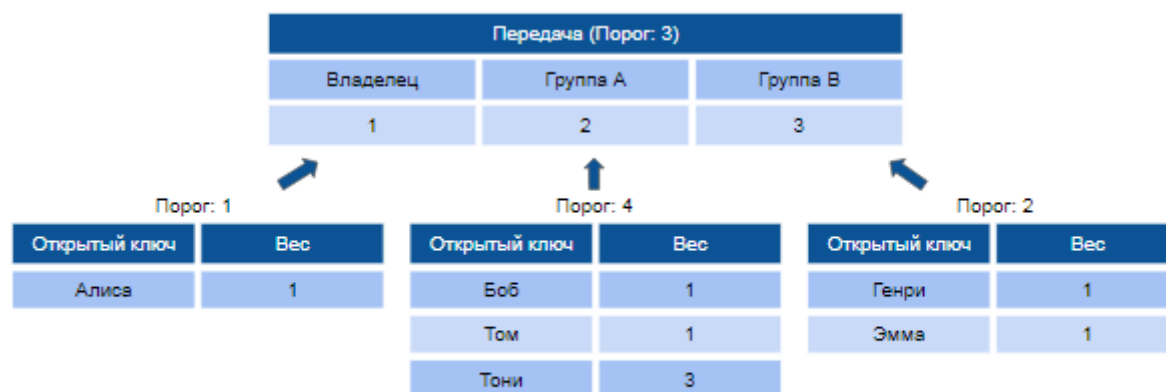 Передача (Порог: 3)
Владелец Группа А Группа В
1 2 3
Порог: 1 Порог: 4 Порог: 2
Открытый ключ Вес Открытый ключ Вес Открытый ключ Вес
Алиса 1 Боб 1 Генри 1
Том 1 Эмма 1
Тони 3